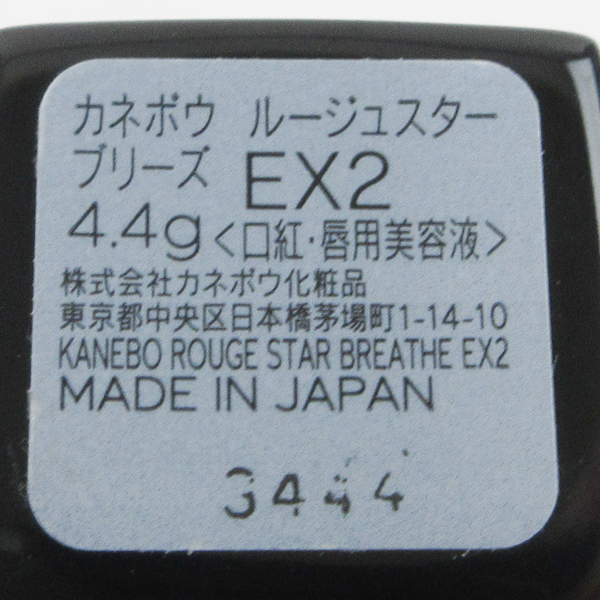 カネボウ ルージュスター
ブリーズ EX2
4.4g<口紅・唇用美容液>
株式会社カネボウ化粧品
東京都中央区日本橋茅場町1-14-10
KANEBO ROUGE STAR BREATHE EX2
MADE IN JAPAN
3444